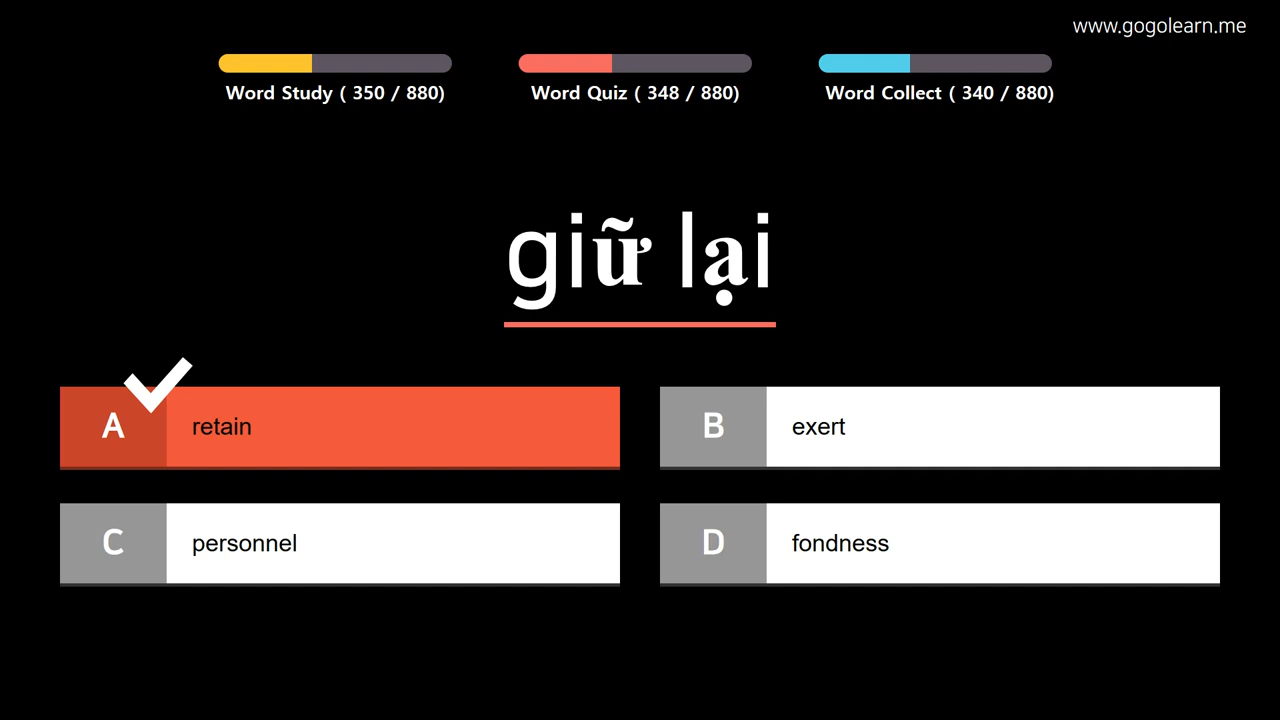 www.gogolearn.me
Word Study ( 350 / 880)
Word Quiz ( 348 / 880)
Word Collect ( 340 / 880)
giữ lại
A retain
B exert
C personnel
D fondness